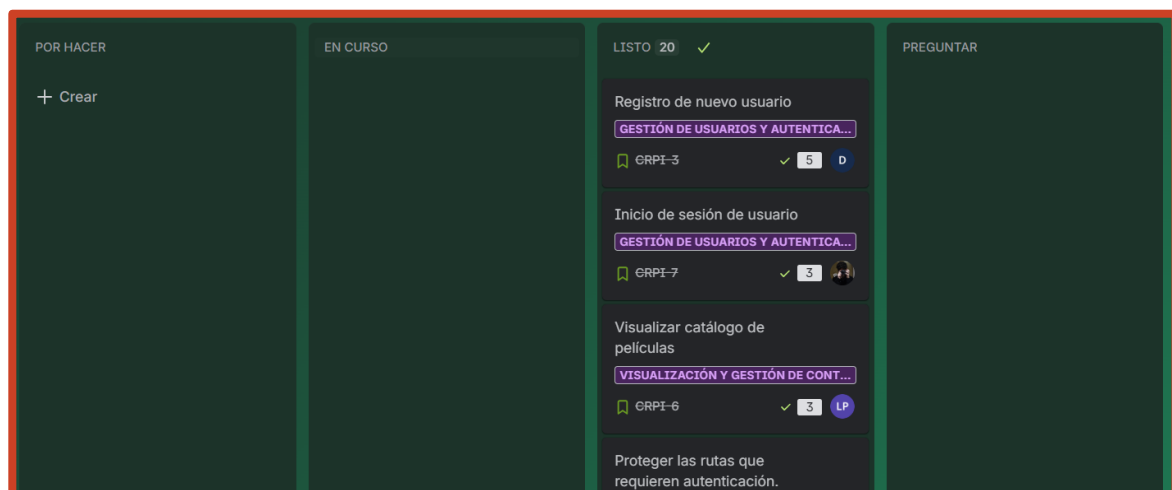 POR HACER
EN CURSO
LISTO 20
PREGUNTAR
+ Crear
Registro de nuevo usuario
GESTIÓN DE USUARIOS Y AUTENTICA...
CRPI-3
5
D
Inicio de sesión de usuario
GESTIÓN DE USUARIOS Y AUTENTICA...
CRPI-7
3
Visualizar catálogo de
películas
VISUALIZACIÓN Y GESTIÓN DE CONT...
CRPI-6
3
LP
Proteger las rutas que
requieren autenticación.